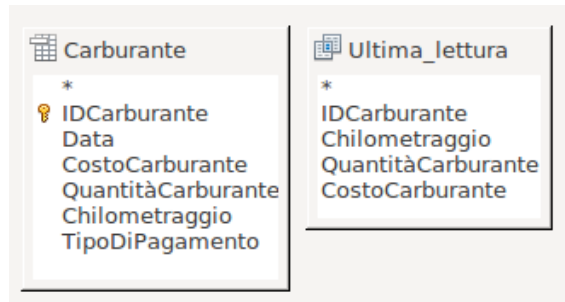 Carburante
*
IDCarburante
Data
CostoCarburante
QuantitàCarburante
Chilometraggio
TipoDiPagamento
Ultima_lettura
*
IDCarburante
Chilometraggio
QuantitàCarburante
CostoCarburante